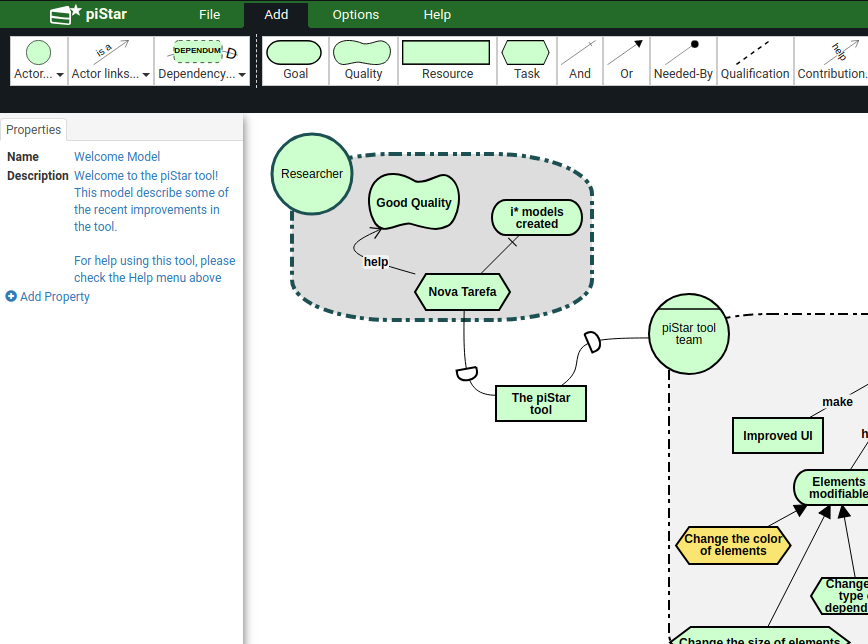 piStar
File
Add
Options
Help
is a
DEPENDUM
D
help
Actor...
Actor links...
Dependency...
Goal
Quality
Resource
Task
And
Or
Needed-By
Qualification
Contribution.
Properties
Name
Welcome Model
Description
Welcome to the piStar tool!
This model describe some of
the recent improvements in
the tool.
For help using this tool, please
check the Help menu above
Add Property
Researcher
Good Quality
i* models
created
help
Nova Tarefa
piStar tool
team
The piStar
tool
make
Improved UI
h
Elements
modifiable
Change the color
of elements
Change
type
depend
Change the size of elements